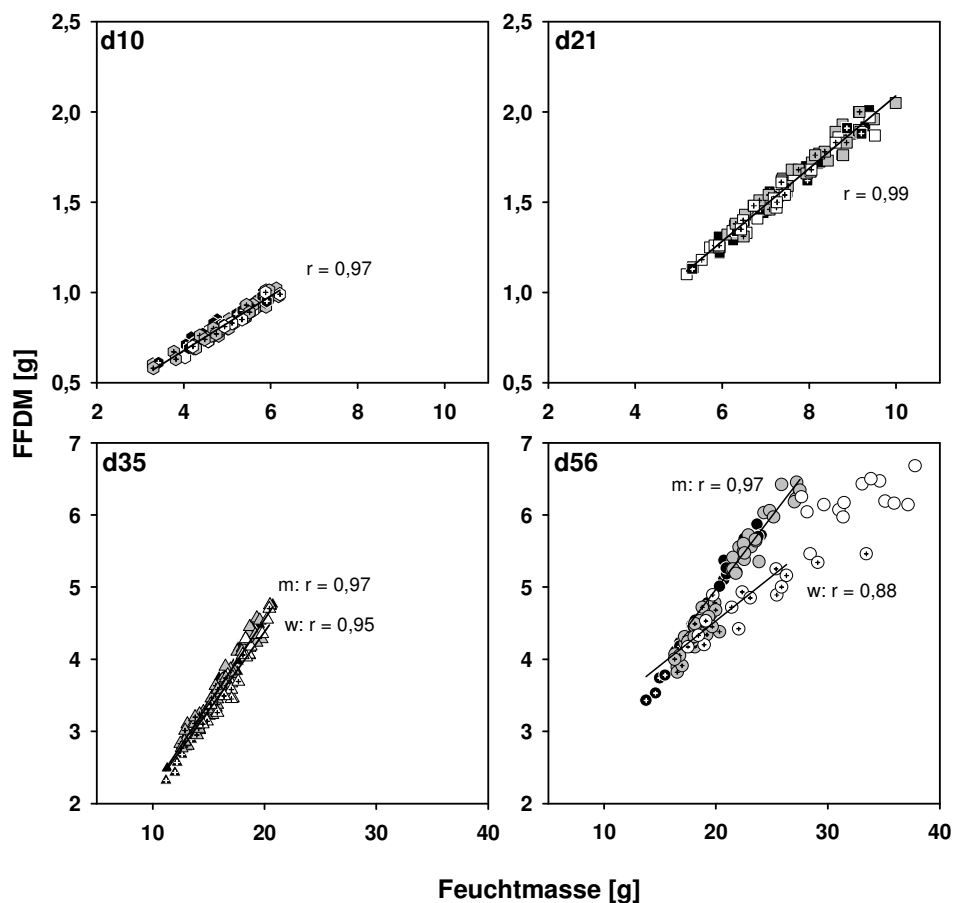 2,5
2,0
1,5
1,0
0,5
d10
r = 0,97
2 4 6 8 10
2,5
2,0
1,5
1,0
0,5
d21
r = 0,99
2 4 6 8 10
FFDM [g]
7
6
5
4
3
2
d35
m: r = 0,97
w: r = 0,95
10 20 30 40
7
6
5
4
3
2
d56
m: r = 0,97
w: r = 0,88
10 20 30 40
Feuchtmasse [g]